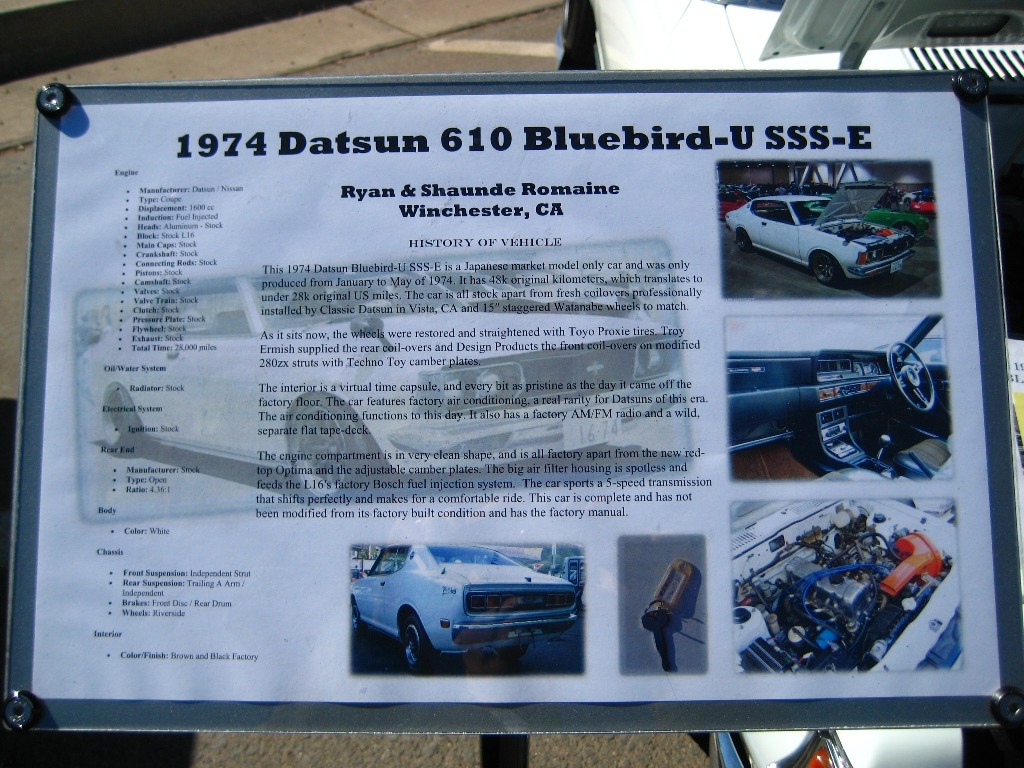 1974 Datsun 610 Bluebird-U SSS-E
Ryan & Shaunde Romaine
Winchester, CA
Engine
Manufacturer: Datsun / Nissan
Type: Coupe
Displacement: 1600 cc
Induction: Fuel Injected
Heads: Aluminum - Stock
Block: Stock L16
Main Caps: Stock
Crankshaft: Stock
Connecting Rods: Stock
Pistons: Stock
Camshaft: Stock
Valves: Stock
Valve Train: Stock
Clutch: Stock
Pressure Plate: Stock
Flywheel: Stock
Exhaust: Stock
Total Time: 28,000 miles
Oil/Water System
Radiator: Stock
Electrical System
Ignition: Stock
Rear End
Manufacturer: Stock
Type: Open
Ratio: 4.36:1
Body
Color: White
Chassis
Front Suspension: Independent Strut
Rear Suspension: Trailing A Arm /
Independent
Brakes: Front Disc / Rear Drum
Wheels: Riverside
Interior
Color/Finish: Brown and Black Factory
HISTORY OF VEHICLE
This 1974 Datsun Bluebird-U SSS-E is a Japanese market model only car and was only
produced from January to May of 1974. It has 48k original kilometers, which translates to
under 28k original US miles. The car is all stock apart from fresh coilovers professionally
installed by Classic Datsun in Vista, CA and 15" staggered Watanabe wheels to match.
As it sits now, the wheels were restored and straightened with Toyo Proxie tires. Troy
Ermish supplied the rear coil-overs and Design Products the front coil-overs on modified
280zx struts with Techno Toy camber plates.
The interior is a virtual time capsule, and every bit as pristine as the day it came off the
factory floor. The car features factory air conditioning, a real rarity for Datsuns of this era.
The air conditioning functions to this day. It also has a factory AM/FM radio and a wild,
separate flat tape-deck.
The engine compartment is in very clean shape, and is all factory apart from the new red-
top Optima and the adjustable camber plates. The big air filter housing is spotless and
feeds the L16's factory Bosch fuel injection system. The car sports a 5-speed transmission
that shifts perfectly and makes for a comfortable ride. This car is complete and has not
been modified from its factory built condition and has the factory manual.